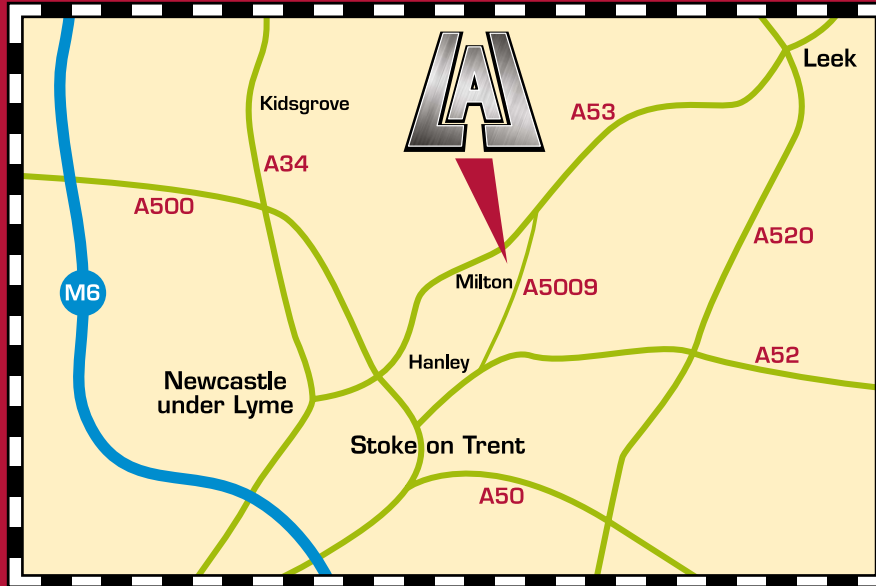 Leek
Kidsgrove
A53
A34
A500
A520
Milton
A5009
M6
A52
Hanley
Newcastle
under Lyme
Stoke on Trent
A50